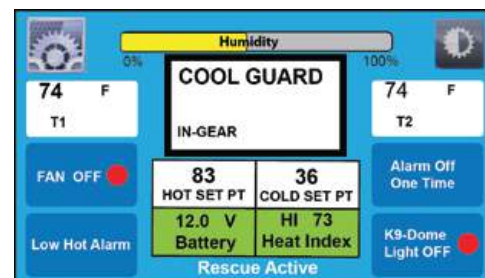 Humidity
0%
100%
74 F
T1
COOL GUARD
IN-GEAR
74 F
T2
FAN OFF
83
HOT SET PT
36
COLD SET PT
Alarm Off
One Time
Low Hot Alarm
12.0 V
Battery
HI 73
Heat Index
K9-Dome
Light OFF
Rescue Active